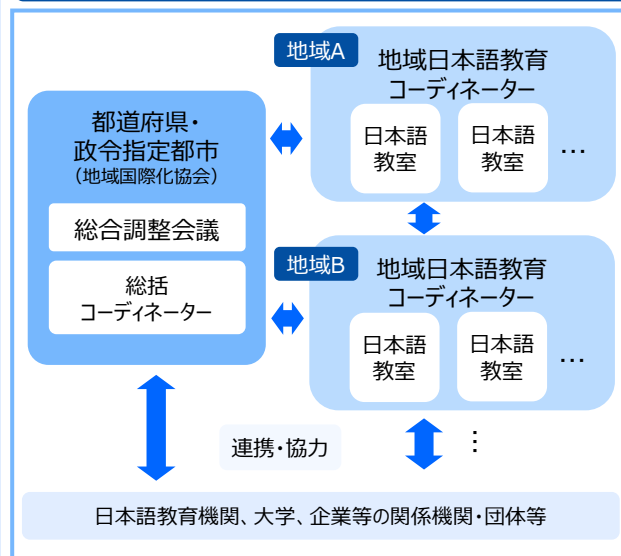 都道府県・
政令指定都市
(地域国際化協会)
総合調整会議
総括
コーディネーター
地域A
地域日本語教育
コーディネーター
日本語
教室
日本語
教室
…
地域B
地域日本語教育
コーディネーター
日本語
教室
日本語
教室
…
連携・協力
⋮
日本語教育機関、大学、企業等の関係機関・団体等